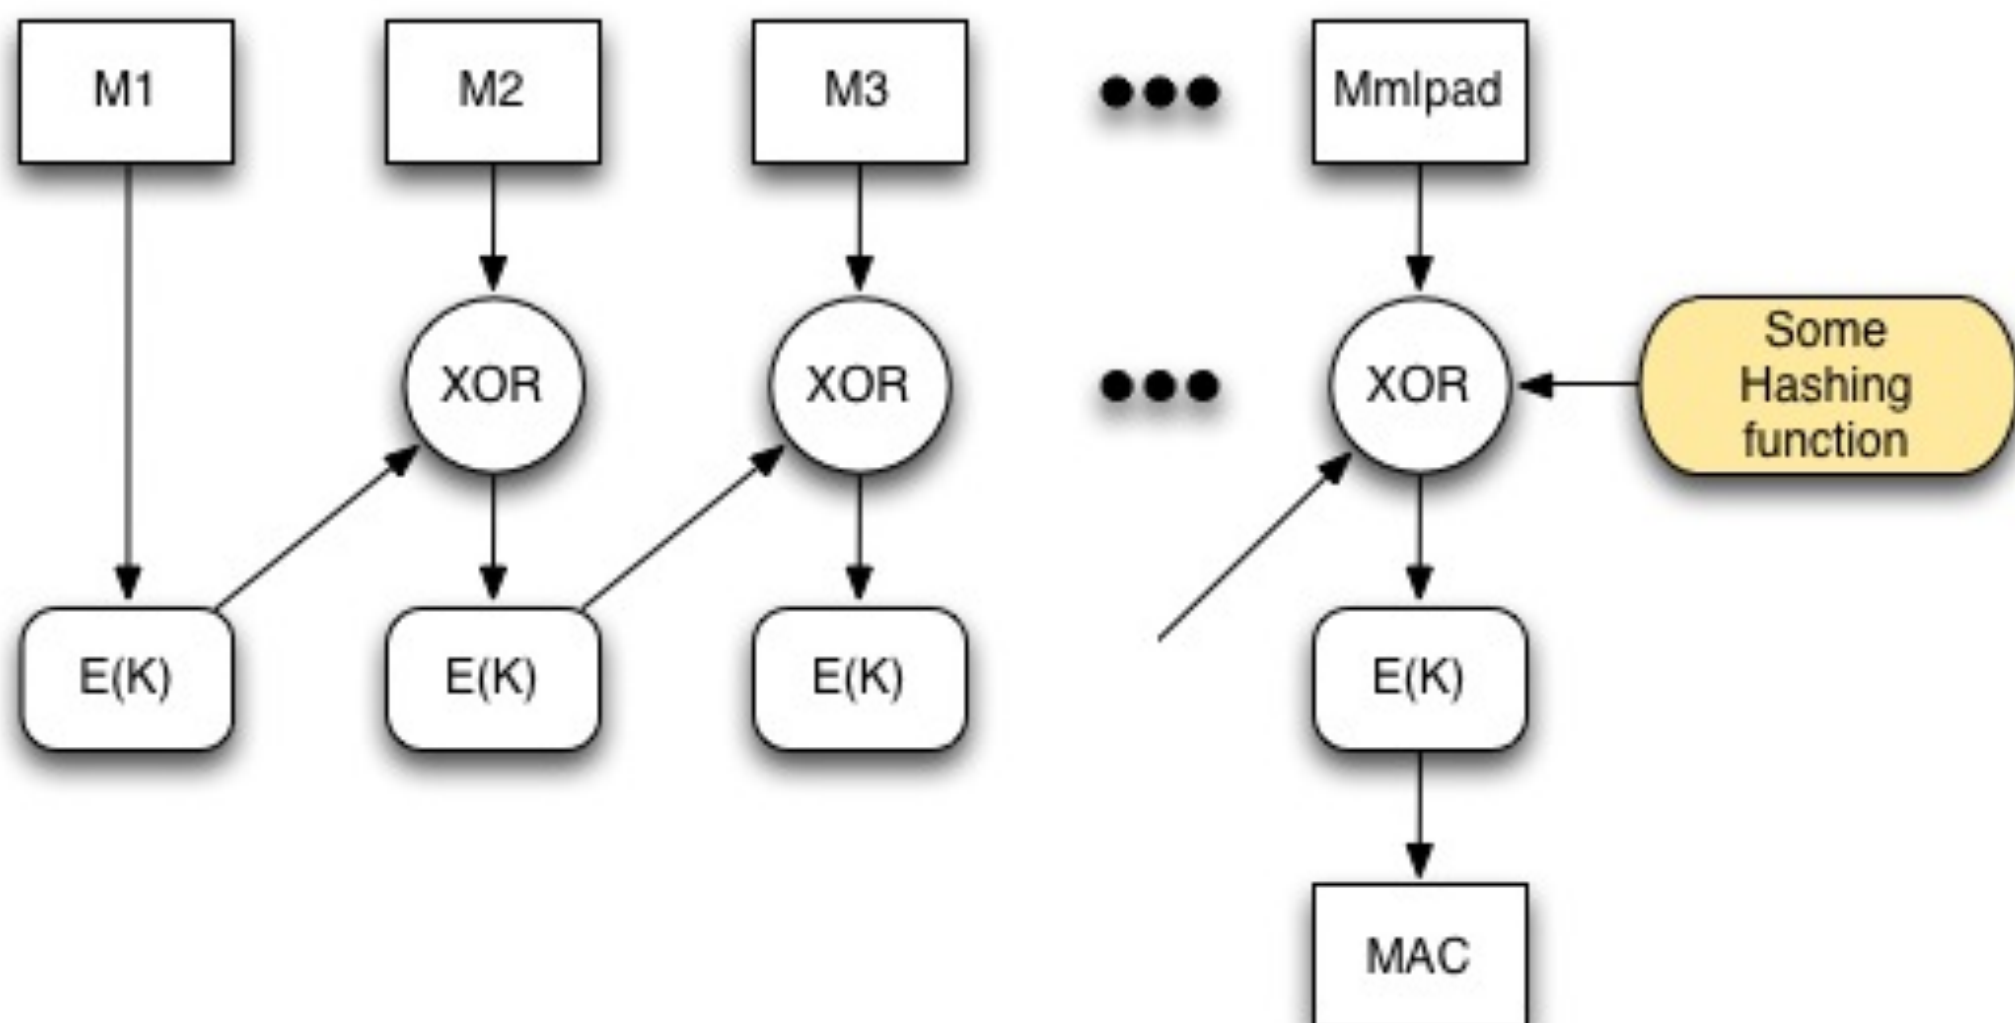 M1
M2
M3
Mmlpad
XOR
XOR
XOR
Some
Hashing
function
E(K)
E(K)
E(K)
E(K)
MAC